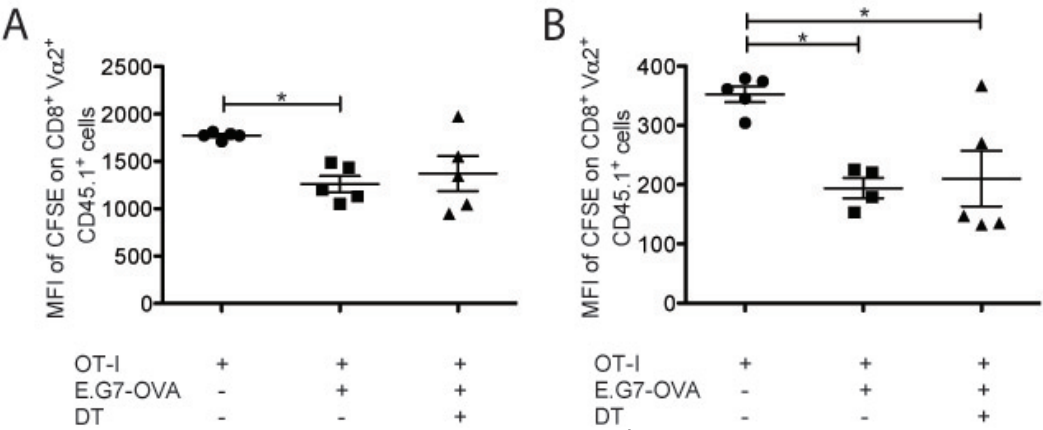 A
MFI of CFSE on CD8⁺ Vα2⁺
CD45.1⁺ cells
2500
2000
1500
1000
500
0
*
OT-I + + +
E.G7-OVA - + +
DT - - +
B
MFI of CFSE on CD8⁺ Vα2⁺
CD45.1⁺ cells
400
300
200
100
0
*
*
OT-I + + +
E.G7-OVA - + +
DT - - +